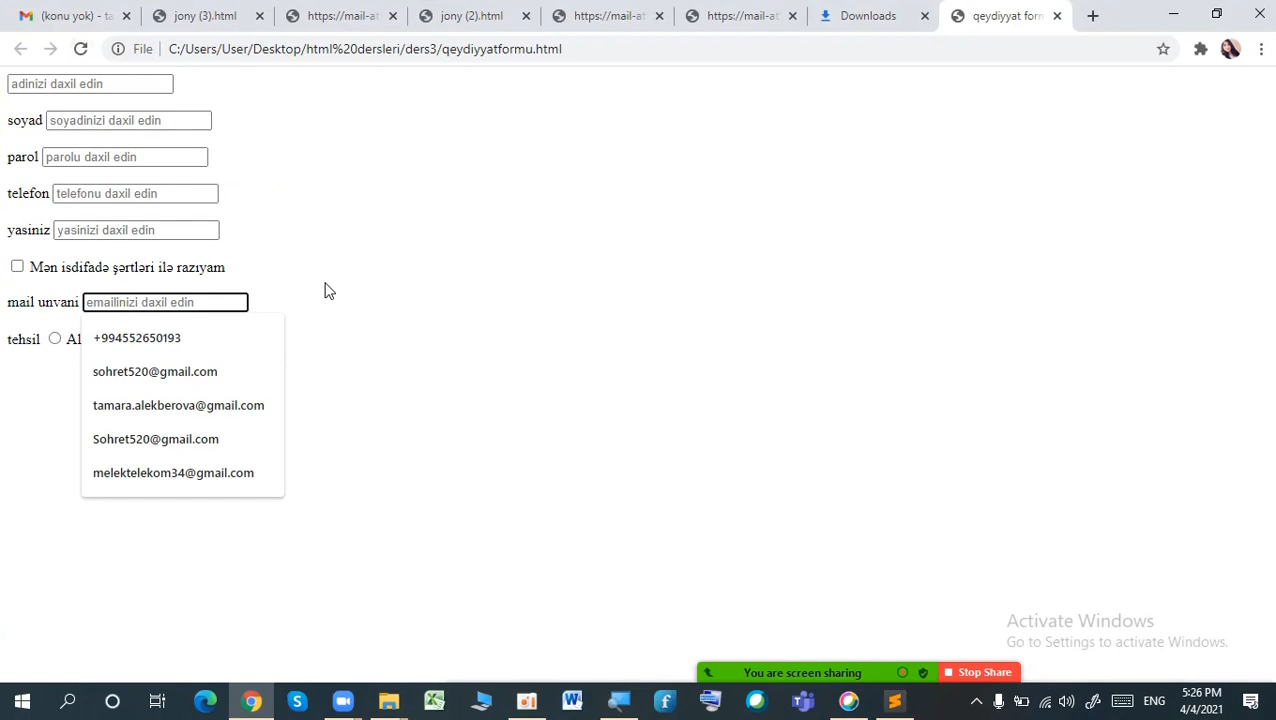 (konu yok) - ta
jony (3).html
https://mail-at
jony (2).html
https://mail-at
https://mail-at
Downloads
qeydiyyat form
File
C:/Users/User/Desktop/html%20dersleri/ders3/qeydiyyatformu.html
adinizi daxil edin
soyad soyadinizi daxil edin
parol parolu daxil edin
telefon telefonu daxil edin
yasiniz yasinizi daxil edin
Mən isdifadə şərtləri ilə razıyam
mail unvani emailinizi daxil edin
tehsil Al
+994552650193
sohret520@gmail.com
tamara.alekberova@gmail.com
Sohret520@gmail.com
melektelekom34@gmail.com
Activate Windows
Go to Settings to activate Windows.
You are screen sharing
Stop Share
ENG
5:26 PM
4/4/2021